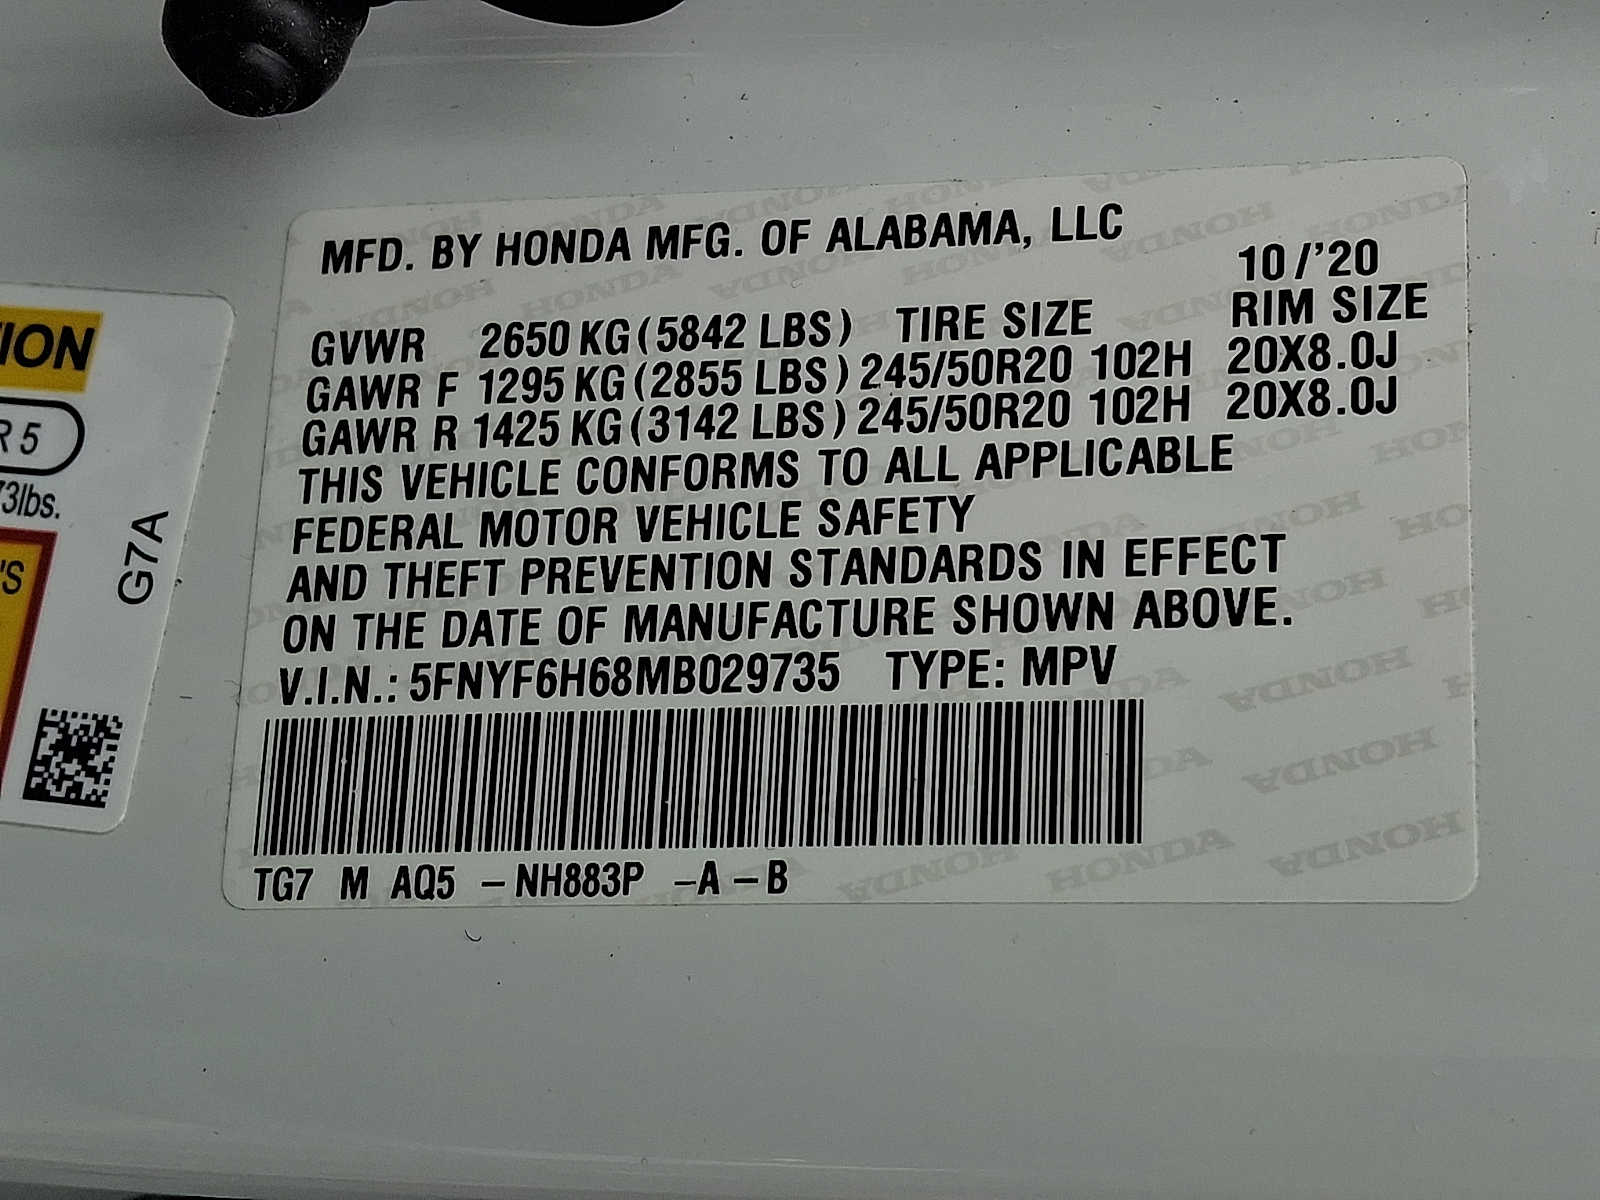 MFD. BY HONDA MFG. OF ALABAMA, LLC
10/'20
GVWR 2650 KG (5842 LBS) TIRE SIZE RIM SIZE
GAWR F 1295 KG (2855 LBS) 245/50R20 102H 20X8.0J
GAWR R 1425 KG (3142 LBS) 245/50R20 102H 20X8.0J
THIS VEHICLE CONFORMS TO ALL APPLICABLE
FEDERAL MOTOR VEHICLE SAFETY
AND THEFT PREVENTION STANDARDS IN EFFECT
ON THE DATE OF MANUFACTURE SHOWN ABOVE.
V.I.N.: 5FNYF6H68MB029735 TYPE: MPV
TG7 M AQ5 –NH883P –A –B
ION
R 5
73lbs.
'S
G7A
HONDA